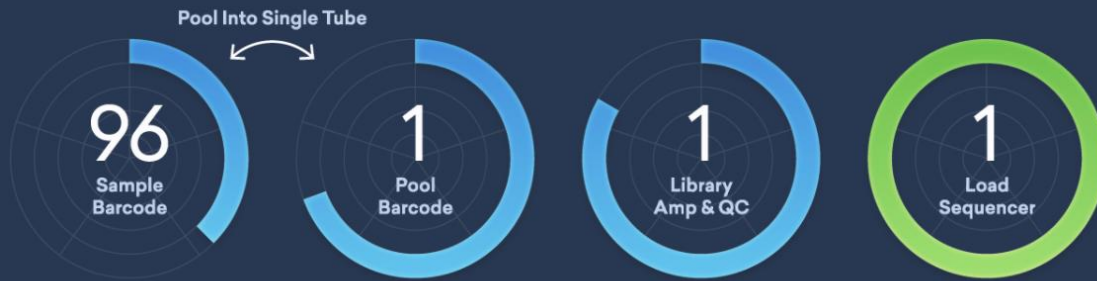 Pool Into Single Tube
96
Sample
Barcode
1
Pool
Barcode
1
Library
Amp & QC
1
Load
Sequencer